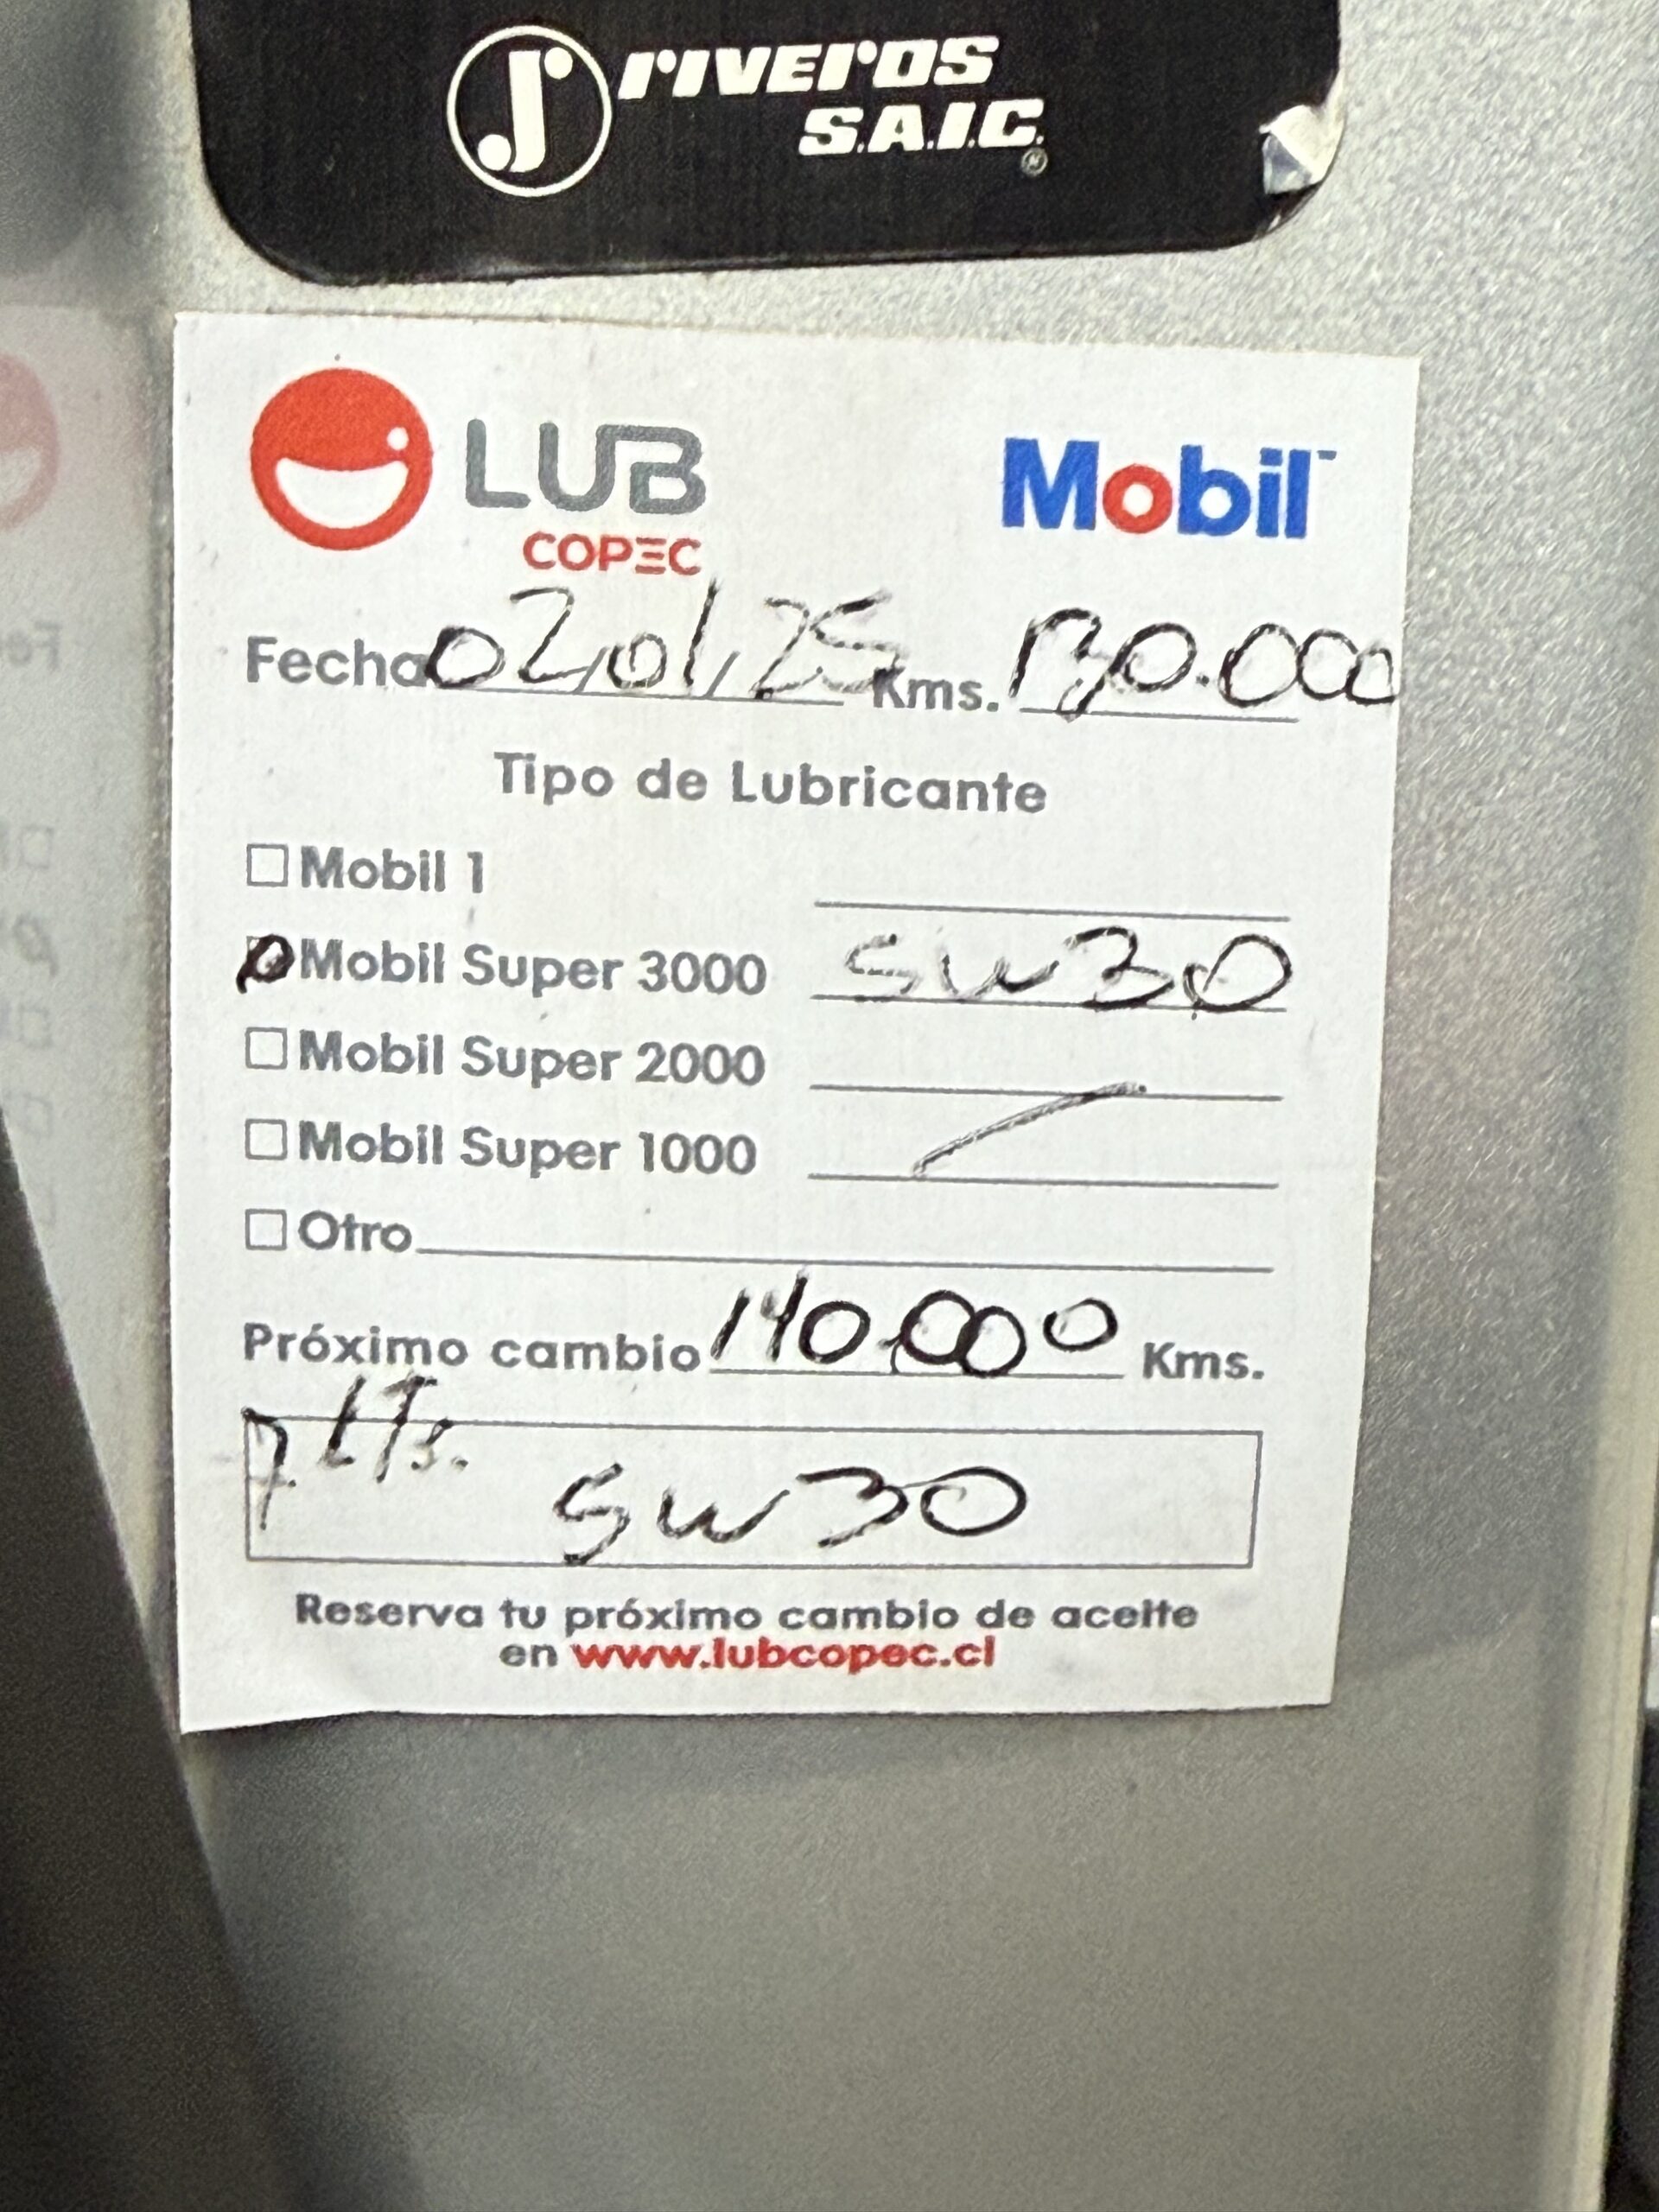 riveros
S.A.I.C.
LUB
COPEC
Mobil
Fecha 02/01/25 Kms. 130.000
Tipo de Lubricante
Mobil 1
Mobil Super 3000 5W30
Mobil Super 2000
Mobil Super 1000
Otro
Próximo cambio 140.000 Kms.
7 LTs.
5W30
Reserva tu próximo cambio de aceite
en www.lubcopec.cl